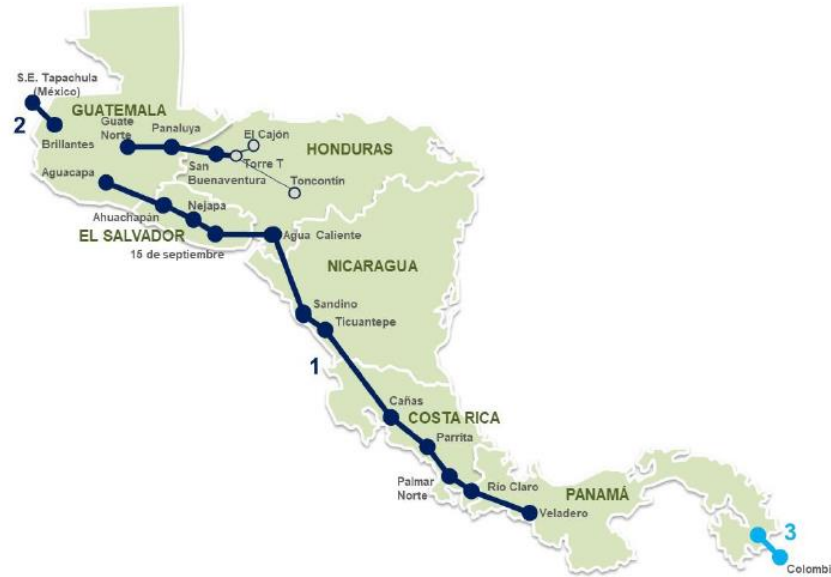 S.E. Tapachula
(México)
GUATEMALA
2
Guate
Norte
Panaluya
El Cajón
HONDURAS
Brillantes
San
Buenaventura
Torre T
Aguacapa
Toncontín
Ahuachapán
Nejapa
EL SALVADOR
Agua Caliente
15 de septiembre
NICARAGUA
Sandino
Ticuantepe
1
Cañas
COSTA RICA
Parrita
Palmar
Norte
Río Claro
PANAMÁ
Veladero
3
Colombi